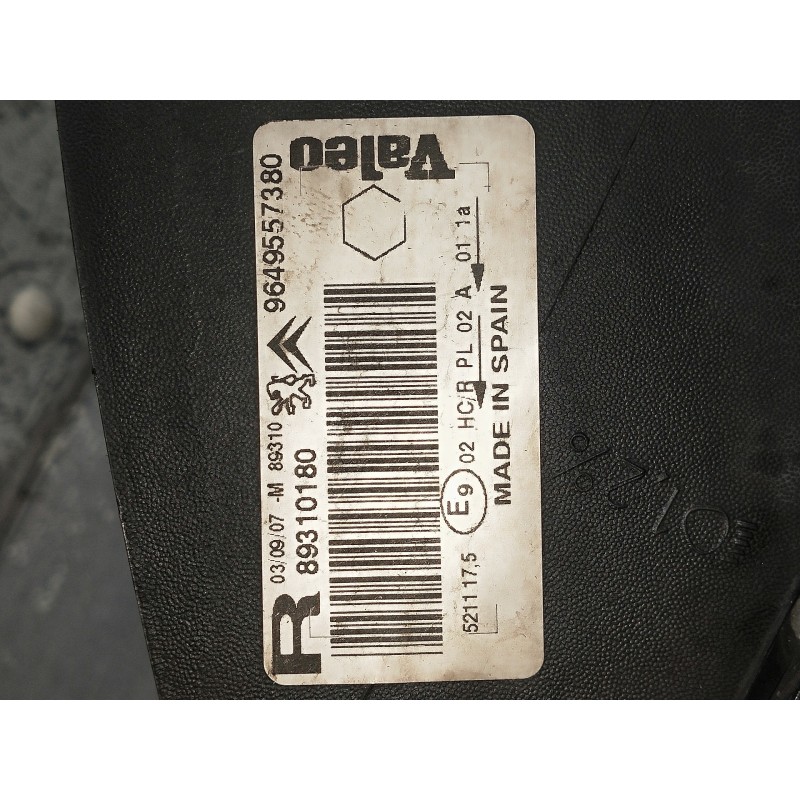 03/09/07 -M 89310 9649557380
R 89310180
Valeo
521117,5 E9 02 HC/R PL 02 A 01 1a
MADE IN SPAIN